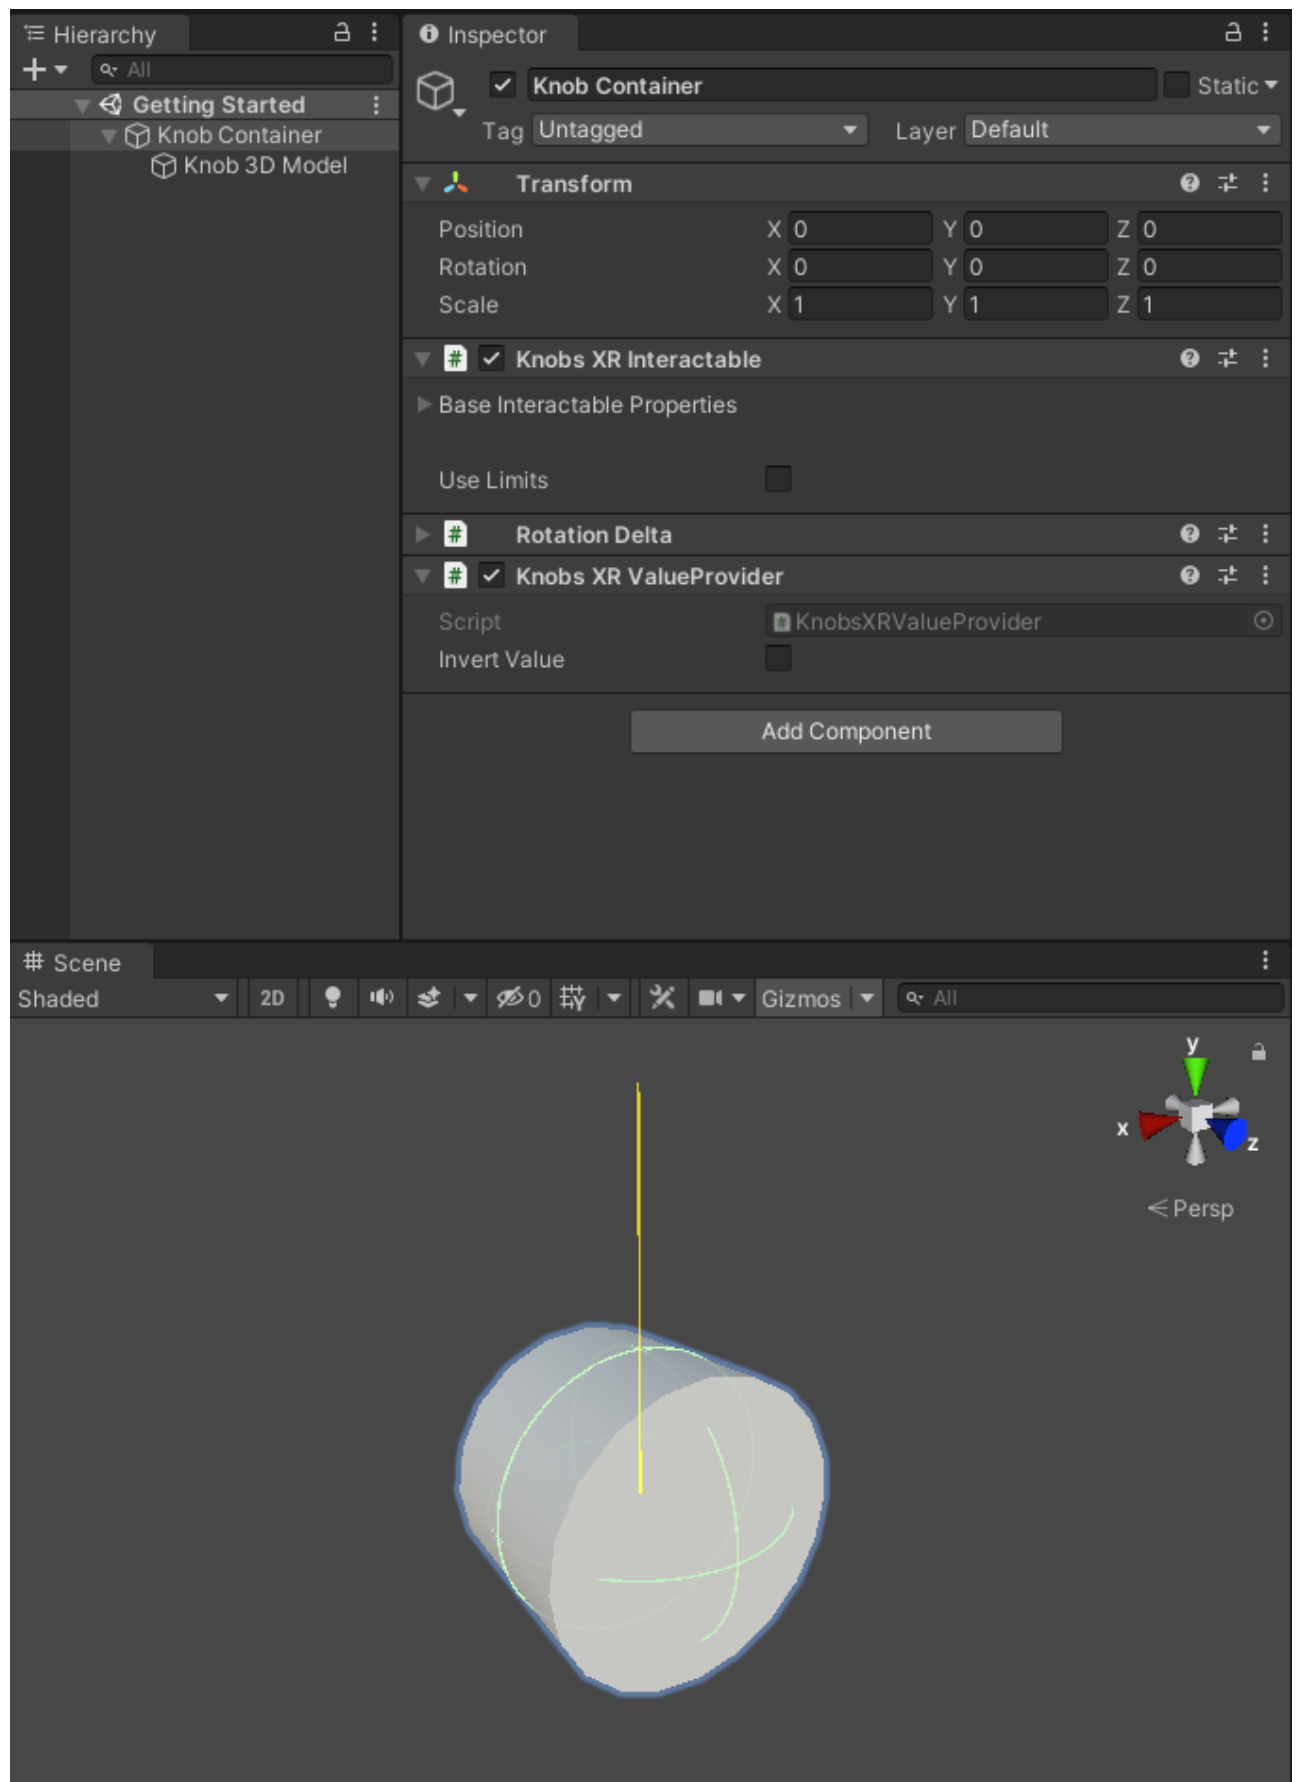 Hierarchy
All
Getting Started
Knob Container
Knob 3D Model
Inspector
Knob Container
Static
Tag Untagged Layer Default
Transform
Position X 0 Y 0 Z 0
Rotation X 0 Y 0 Z 0
Scale X 1 Y 1 Z 1
# Knobs XR Interactable
Base Interactable Properties
Use Limits
# Rotation Delta
# Knobs XR ValueProvider
Script KnobsXRValueProvider
Invert Value
Add Component
Scene
Shaded 2D 0 Gizmos All
y
x
z
Persp